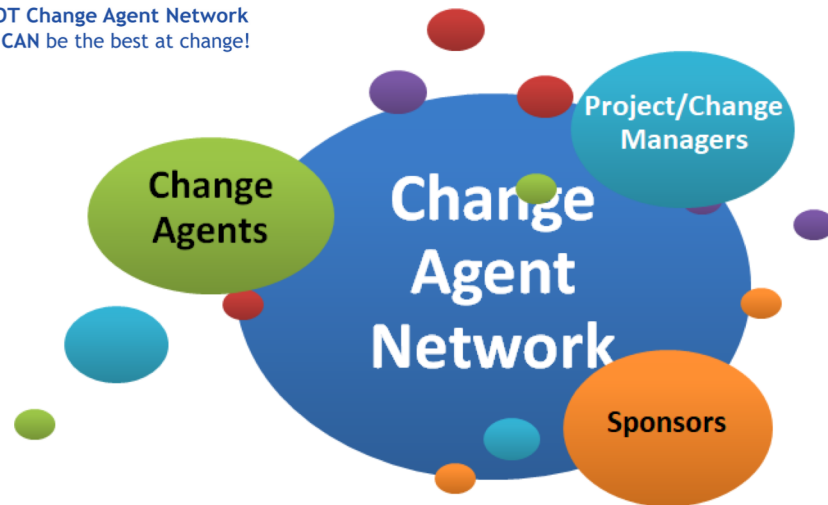 Change Agent Network
CAN be the best at change!
Project/Change
Managers
Change
Agents
Change
Agent
Network
Sponsors